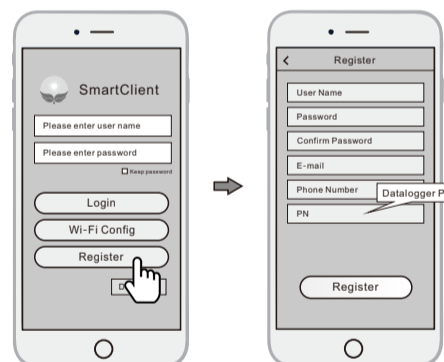 SmartClient
Please enter user name
Please enter password
Keep password
Login
Wi-Fi Config
Register
Register
User Name
Password
Confirm Password
E-mail
Phone Number
Datalogger
PN
Register